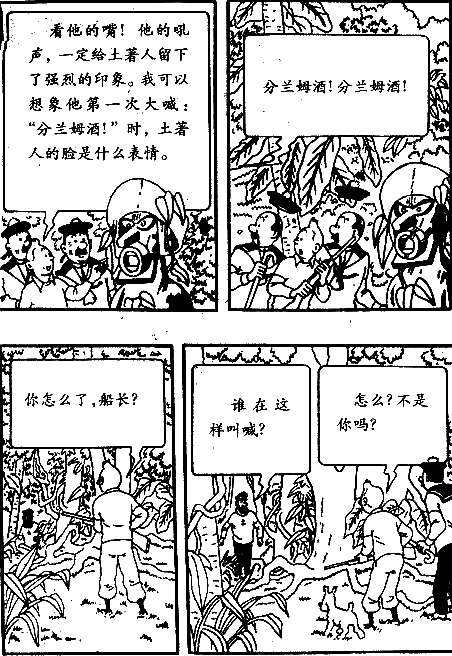 看他的嘴！他的吼
声，一定给土著人留下
了强烈的印象。我可以
想象他第一次大喊：
“分兰姆酒！”时，土著
人的脸是什么表情。
分兰姆酒！分兰姆酒！
你怎么了，船长？
谁在这
样叫喊？
怎么？不是
你吗？